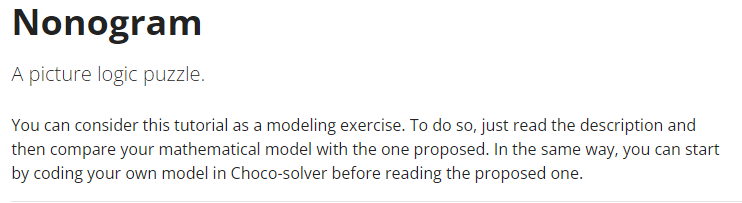 Nonogram
A picture logic puzzle.
You can consider this tutorial as a modeling exercise. To do so, just read the description and
then compare your mathematical model with the one proposed. In the same way, you can start
by coding your own model in Choco-solver before reading the proposed one.